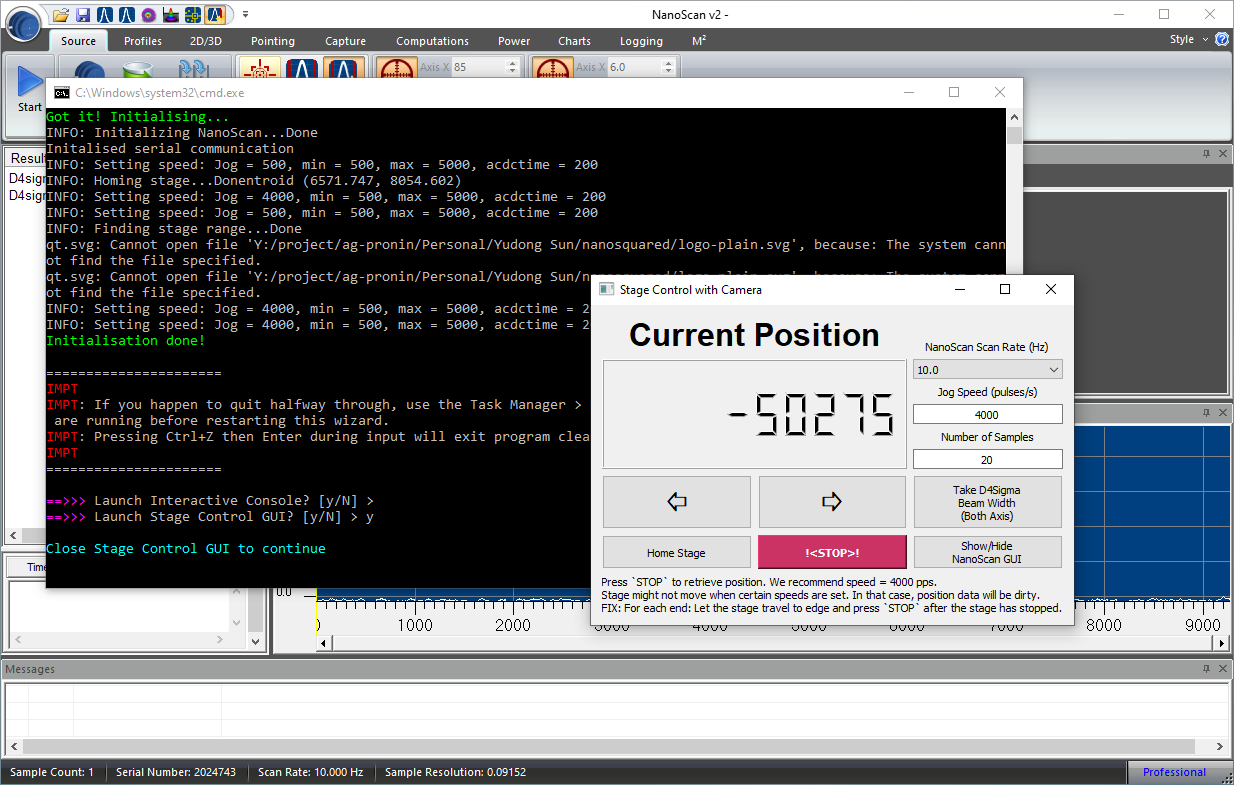 NanoScan v2 -
Source Profiles 2D/3D Pointing Capture Computations Power Charts Logging M² Style
Start
Axis X 85
Axis X 6.0
C:\Windows\system32\cmd.exe
Got it! Initialising...
INFO: Initializing NanoScan...Done
Initalised serial communication
INFO: Setting speed: Jog = 500, min = 500, max = 5000, acdctime = 200
INFO: Homing stage...Donentroid (6571.747, 8054.602)
INFO: Setting speed: Jog = 4000, min = 500, max = 5000, acdctime = 200
INFO: Setting speed: Jog = 500, min = 500, max = 5000, acdctime = 200
INFO: Finding stage range...Done
qt.svg: Cannot open file 'Y:/project/ag-pronin/Personal/Yudong Sun/nanosquared/logo-plain.svg', because: The system cann
ot find the file specified.
qt.svg: Cannot open file 'Y:/project/ag-pronin/Personal/Yudong Sun/
ot find the file specified.
INFO: Setting speed: Jog = 4000, min = 500, max = 5000, acdctime = 2
INFO: Setting speed: Jog = 4000, min = 500, max = 5000, acdctime = 2
Initialisation done!
======================
IMPT
IMPT: If you happen to quit halfway through, use the Task Manager >
are running before restarting this wizard.
IMPT: Pressing Ctrl+Z then Enter during input will exit program clea
IMPT
======================
==>>> Launch Interactive Console? [y/N] >
==>>> Launch Stage Control GUI? [y/N] > y
Close Stage Control GUI to continue
Result
D4sig
D4sig
Time
Stage Control with Camera
Current Position
-50275
NanoScan Scan Rate (Hz)
10.0
Jog Speed (pulses/s)
4000
Number of Samples
20
Take D4Sigma
Beam Width
(Both Axis)
Home Stage
!<STOP>!
Show/Hide
NanoScan GUI
Press `STOP` to retrieve position. We recommend speed = 4000 pps.
Stage might not move when certain speeds are set. In that case, position data will be dirty.
FIX: For each end: Let the stage travel to edge and press `STOP` after the stage has stopped.
0.0
0 1000 2000 3000 4000 5000 6000 7000 8000 9000
Messages
Sample Count: 1 Serial Number: 2024743 Scan Rate: 10.000 Hz Sample Resolution: 0.09152 Professional